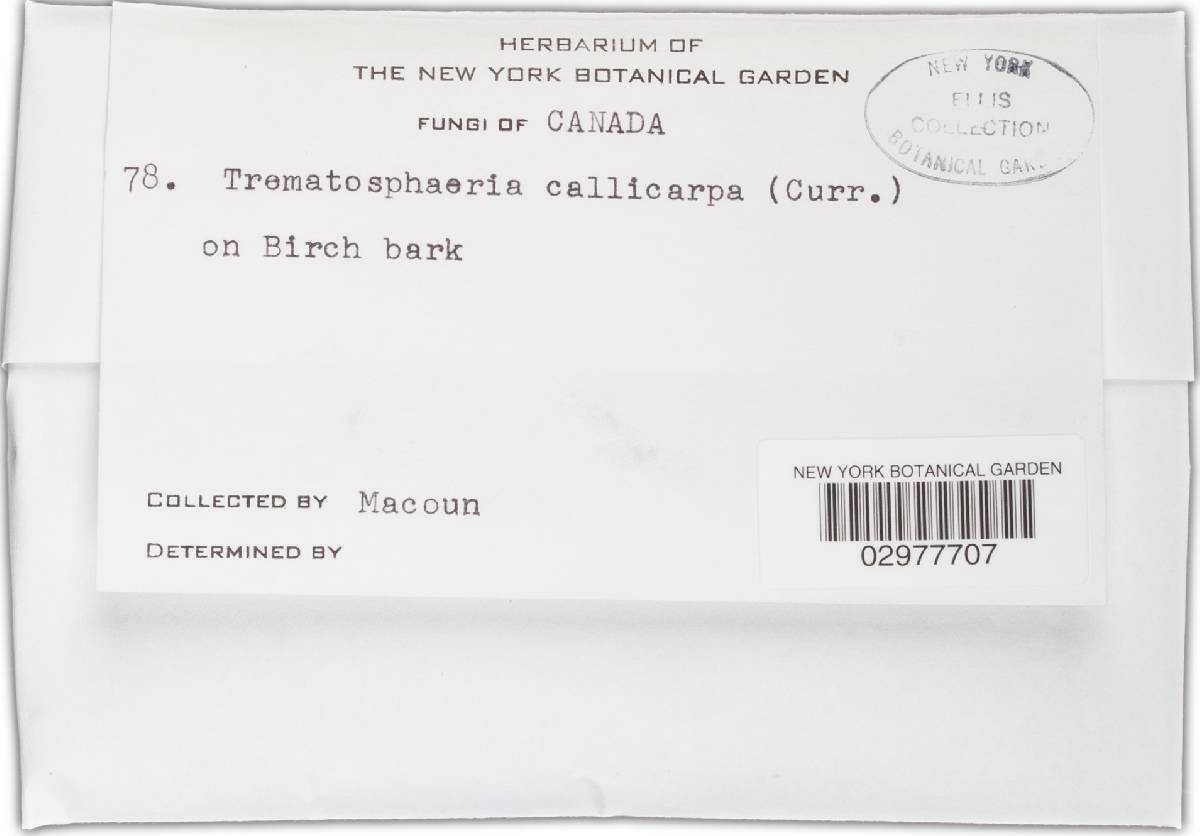 HERBARIUM OF
THE NEW YORK BOTANICAL GARDEN
FUNGI OF CANADA
NEW YORK
ELLIS
COLLECTION
BOTANICAL
78. Trematosphaeria callicarpa (Curr.)
on Birch bark
COLLECTED BY Macoun
DETERMINED BY
NEW YORK BOTANICAL GARDEN
02977707